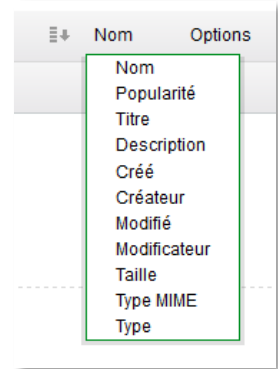 Nom Options
Nom
Popularité
Titre
Description
Créé
Créateur
Modifié
Modificateur
Taille
Type MIME
Type